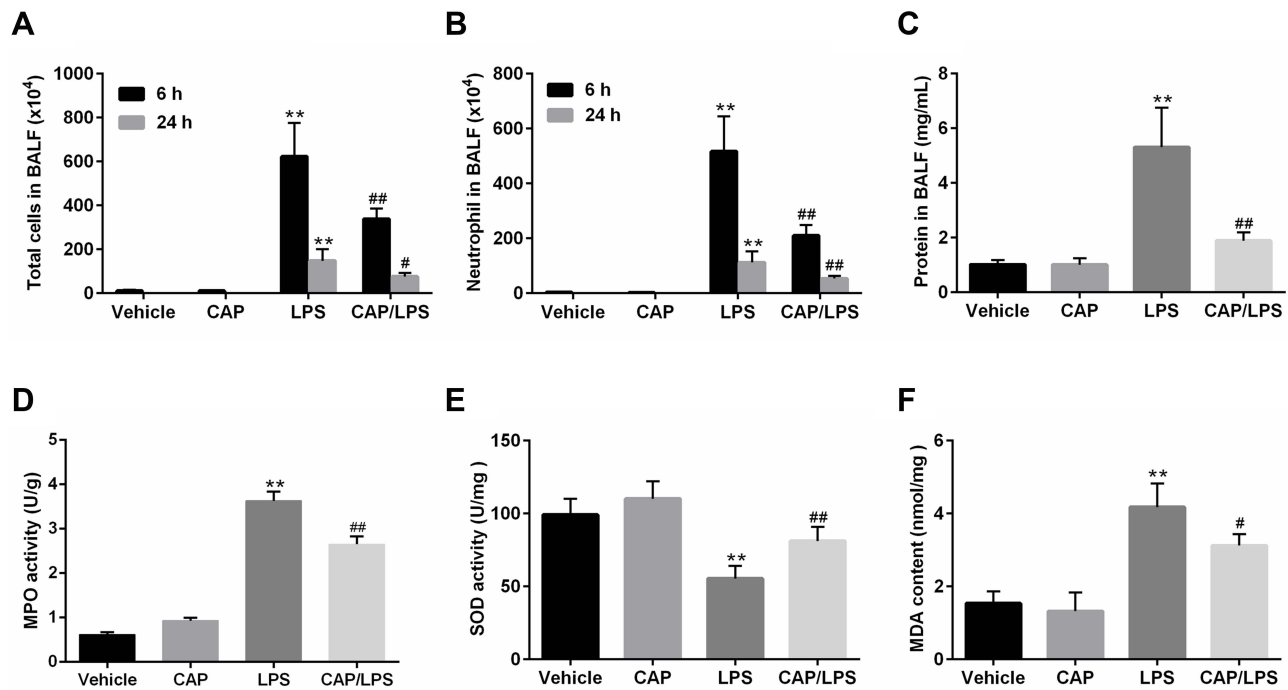 A
Total cells in BALF (x10⁴)
1000
800
600
400
200
0
6 h
24 h
**
**
##
#
Vehicle CAP LPS CAP/LPS
B
Neutrophil in BALF (x10⁴)
800
600
400
200
0
6 h
24 h
**
**
##
##
Vehicle CAP LPS CAP/LPS
C
Protein in BALF (mg/mL)
8
6
4
2
0
**
##
Vehicle CAP LPS CAP/LPS
D
MPO activity (U/g)
5
4
3
2
1
0
**
##
Vehicle CAP LPS CAP/LPS
E
SOD activity (U/mg )
150
100
50
0
**
##
Vehicle CAP LPS CAP/LPS
F
MDA content (nmol/mg)
6
4
2
0
**
#
Vehicle CAP LPS CAP/LPS